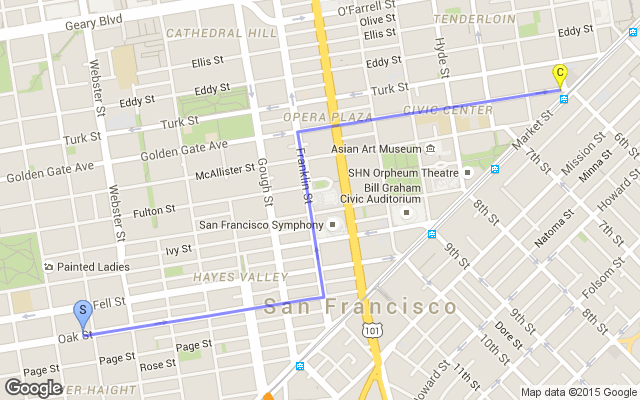 Geary Blvd
O'Farrell St
Olive St
Ellis St
TENDERLOIN
CATHEDRAL HILL
Hyde St
Webster St
Ellis St
Eddy St
Eddy St
Eddy St
C
Turk St
Eddy St
OPERA PLAZA
CIVIC CENTER
Turk St
Turk St
Market St
6th St
Golden Gate Ave
Golden Gate Ave
Asian Art Museum
Mission St
Minna St
7th St
Franklin St
McAllister St
Gough St
SHN Orpheum Theatre
Bill Graham
Civic Auditorium
Howard St
Webster St
Fulton St
8th St
Natoma St
San Francisco Symphony
Ivy St
9th St
Folsom St
Painted Ladies
HAYES VALLEY
Fell St
San Francisco
S
8th St
Oak St
101
Dore St
9th St
Page St
Page St
Rose St
10th St
Howard St
11th St
Google
Google
Map data ©2015 Google